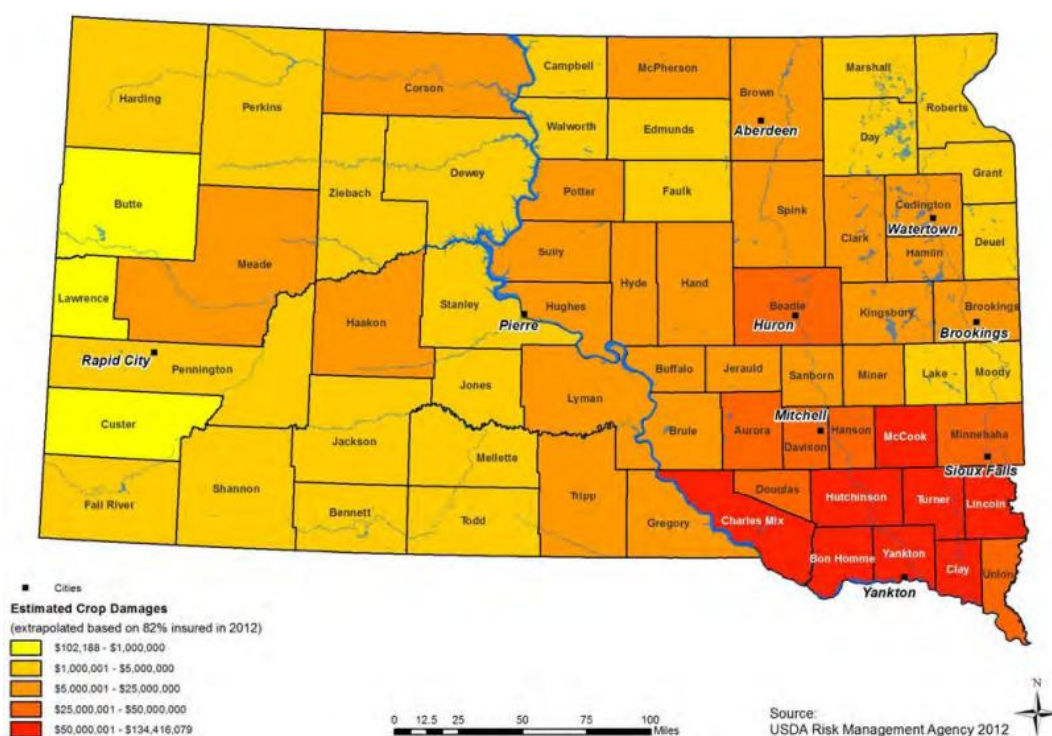 Harding
Perkins
Corson
Campbell
McPherson
Brown
Marshall
Roberts
Walworth
Edmunds
Aberdeen
Day
Dewey
Ziebach
Butte
Potter
Faulk
Spink
Grant
Codington
Watertown
Clark
Hamlin
Deuel
Meade
Sully
Hyde
Hand
Lawrence
Haakon
Stanley
Hughes
Pierre
Beadle
Huron
Kingsbury
Brookings
Brookings
Rapid City
Pennington
Jones
Lyman
Buffalo
Jerauld
Sanborn
Miner
Lake
Moody
Custer
Jackson
Mellette
Brule
Aurora
Mitchell
Davison
Hanson
McCook
Minnehaha
Sioux Falls
Fall River
Shannon
Bennett
Todd
Tripp
Gregory
Douglas
Charles Mix
Hutchinson
Turner
Lincoln
Bon Homme
Yankton
Clay
Union
Yankton
Cities
Estimated Crop Damages
(extrapolated based on 82% insured in 2012)
$102,188 - $1,000,000
$1,000,001 - $5,000,000
$5,000,001 - $25,000,000
$25,000,001 - $50,000,000
$50,000,001 - $134,416,079
0 12.5 25 50 75 100
Miles
N
Source:
USDA Risk Management Agency 2012